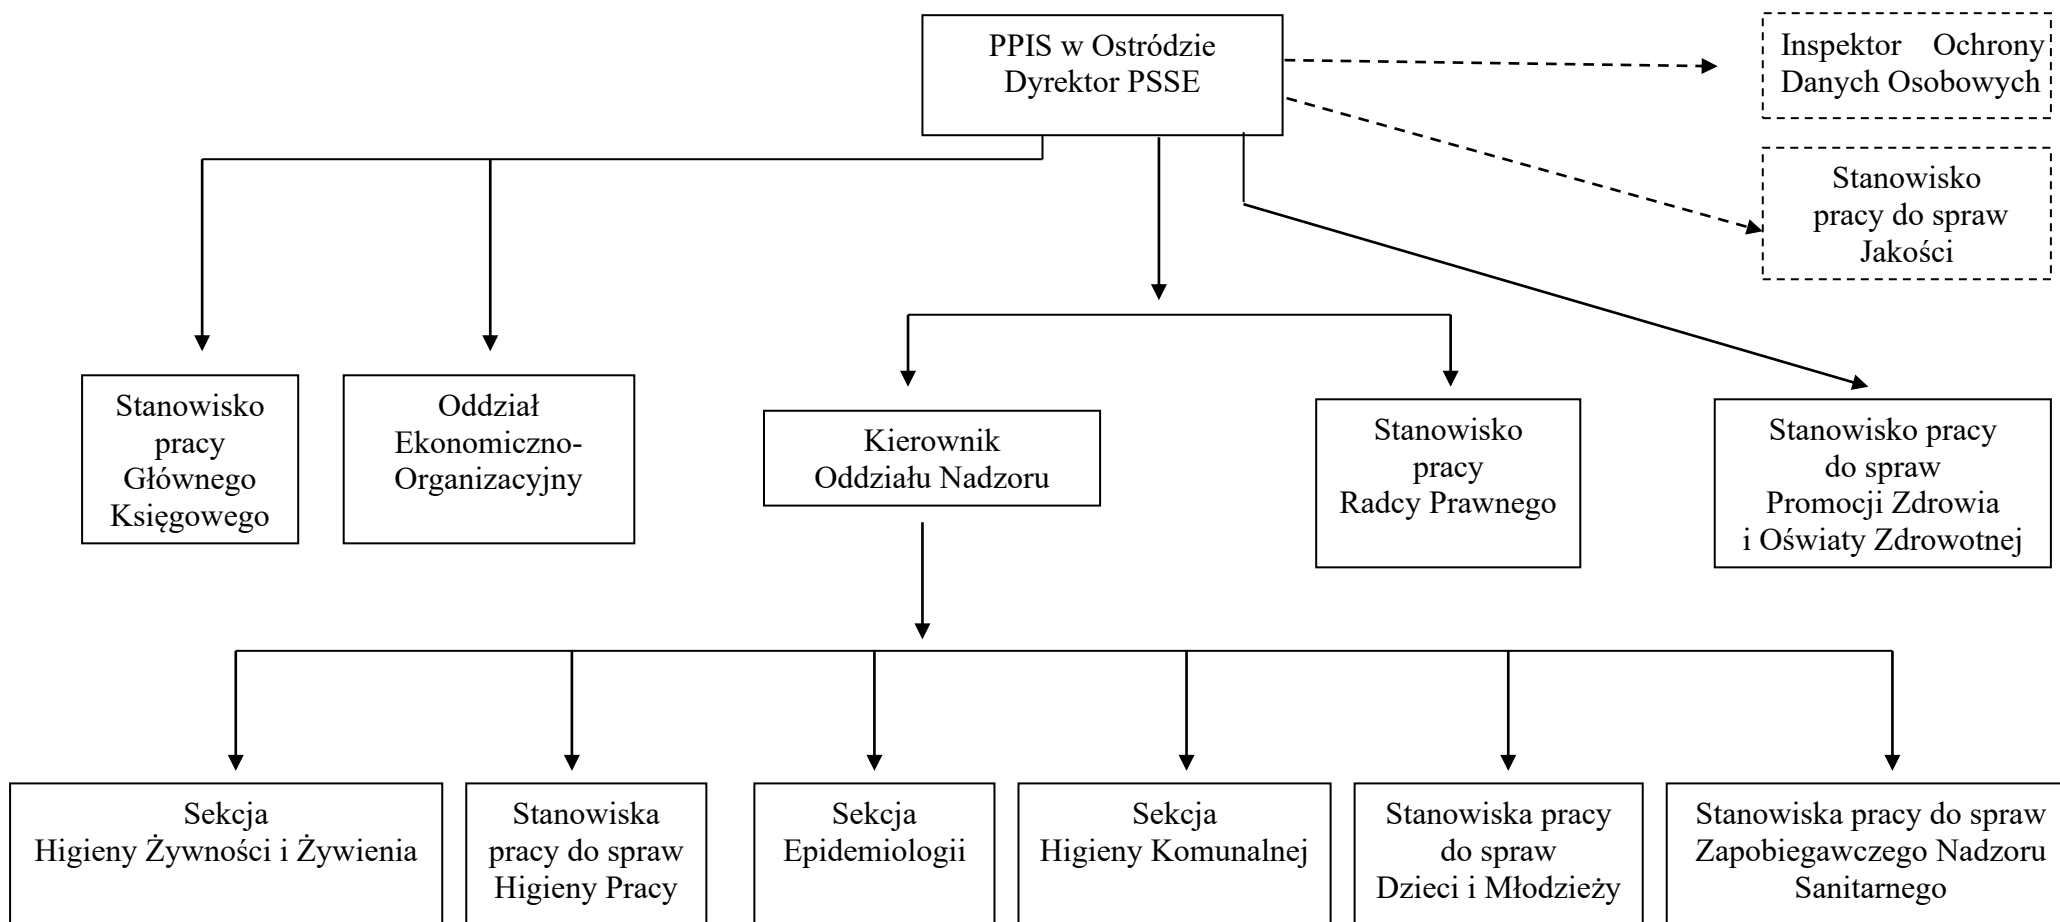 PPIS w Ostródzie
Dyrektor PSSE
Inspektor Ochrony
Danych Osobowych
Stanowisko
pracy do spraw
Jakości
Stanowisko
pracy
Głównego
Księgowego
Oddział
Ekonomiczno-
Organizacyjny
Kierownik
Oddziału Nadzoru
Stanowisko
pracy
Radcy Prawnego
Stanowisko pracy
do spraw
Promocji Zdrowia
i Oświaty Zdrowotnej
Sekcja
Higieny Żywności i Żywienia
Stanowiska
pracy do spraw
Higieny Pracy
Sekcja
Epidemiologii
Sekcja
Higieny Komunalnej
Stanowiska pracy
do spraw
Dzieci i Młodzieży
Stanowiska pracy do spraw
Zapobiegawczego Nadzoru
Sanitarnego